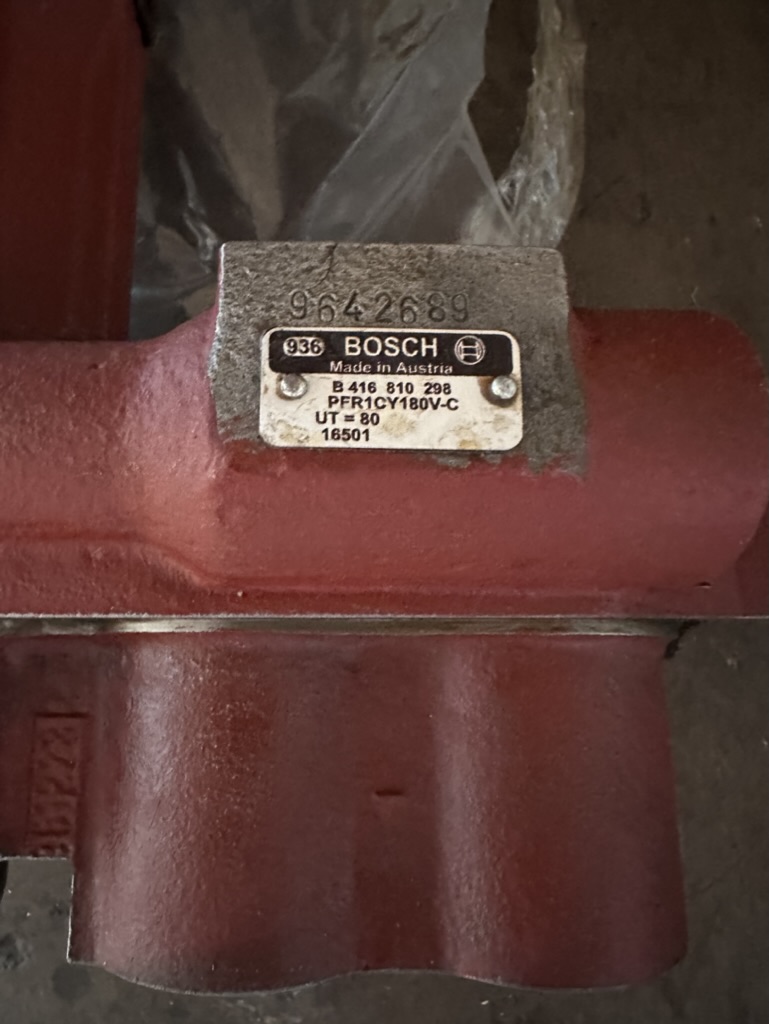 9642689
936 BOSCH
Made in Austria
B 416 810 298
PFR1CY180V-C
UT = 80
16501